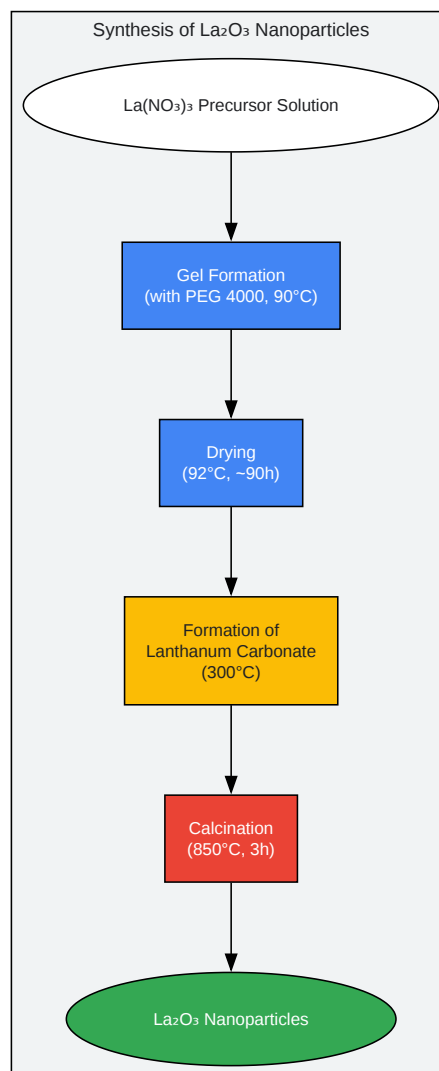 Synthesis of La₂O₃ Nanoparticles
La(NO₃)₃ Precursor Solution
Gel Formation
(with PEG 4000, 90°C)
Drying
(92°C, ~90h)
Formation of
Lanthanum Carbonate
(300°C)
Calcination
(850°C, 3h)
La₂O₃ Nanoparticles